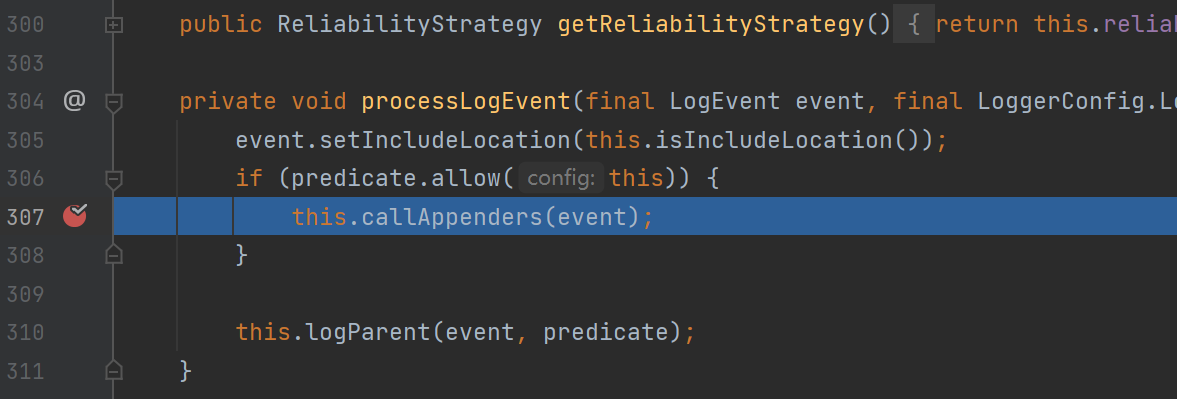 300 public ReliabilityStrategy getReliabilityStrategy() { return this.relia
303
304 @ private void processLogEvent(final LogEvent event, final LoggerConfig.L
305 event.setIncludeLocation(this.isIncludeLocation());
306 if (predicate.allow( config: this)) {
307 this.callAppenders(event);
308 }
309
310 this.logParent(event, predicate);
311 }